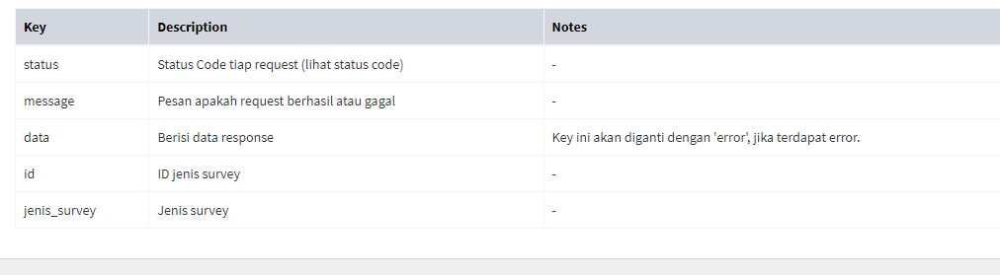 Key Description Notes
status Status Code tiap request (lihat status code) -
message Pesan apakah request berhasil atau gagal -
data Berisi data response Key ini akan diganti dengan 'error', jika terdapat error.
id ID jenis survey -
jenis_survey Jenis survey -